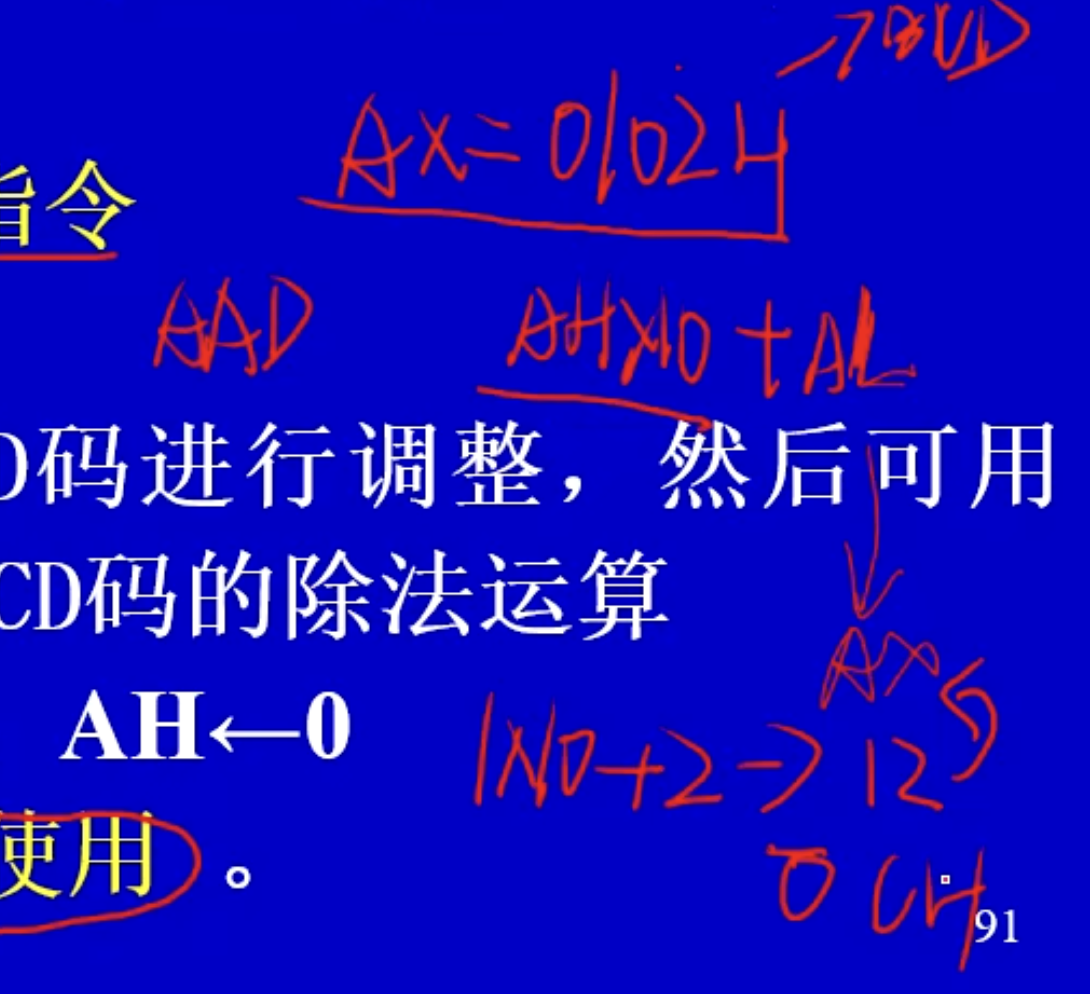 →BCD
AX=0102H
指令
AAD AH×10+AL
D码进行调整，然后可用
CD码的除法运算
AX
AH←0
1×10+2→12
0CH
使用。
91